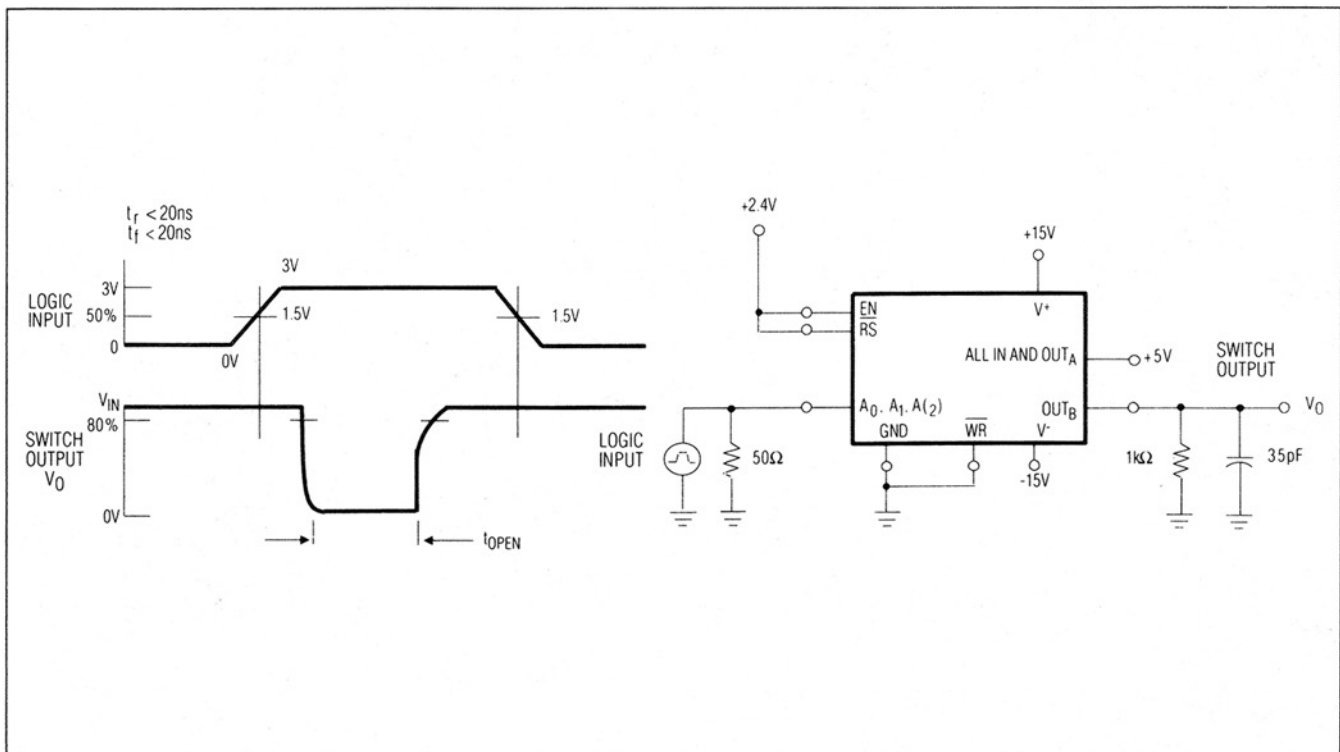 tr < 20ns
tf < 20ns
LOGIC
INPUT
3V
50%
0
3V
1.5V
1.5V
0V
SWITCH
OUTPUT
VO
VIN
80%
0V
tOPEN
+2.4V
+15V
EN
RS
V+
ALL IN AND OUTA
+5V
SWITCH
OUTPUT
LOGIC
INPUT
50Ω
A0, A1, A(2)
GND
WR
V-
OUTB
VO
-15V
1kΩ
35pF